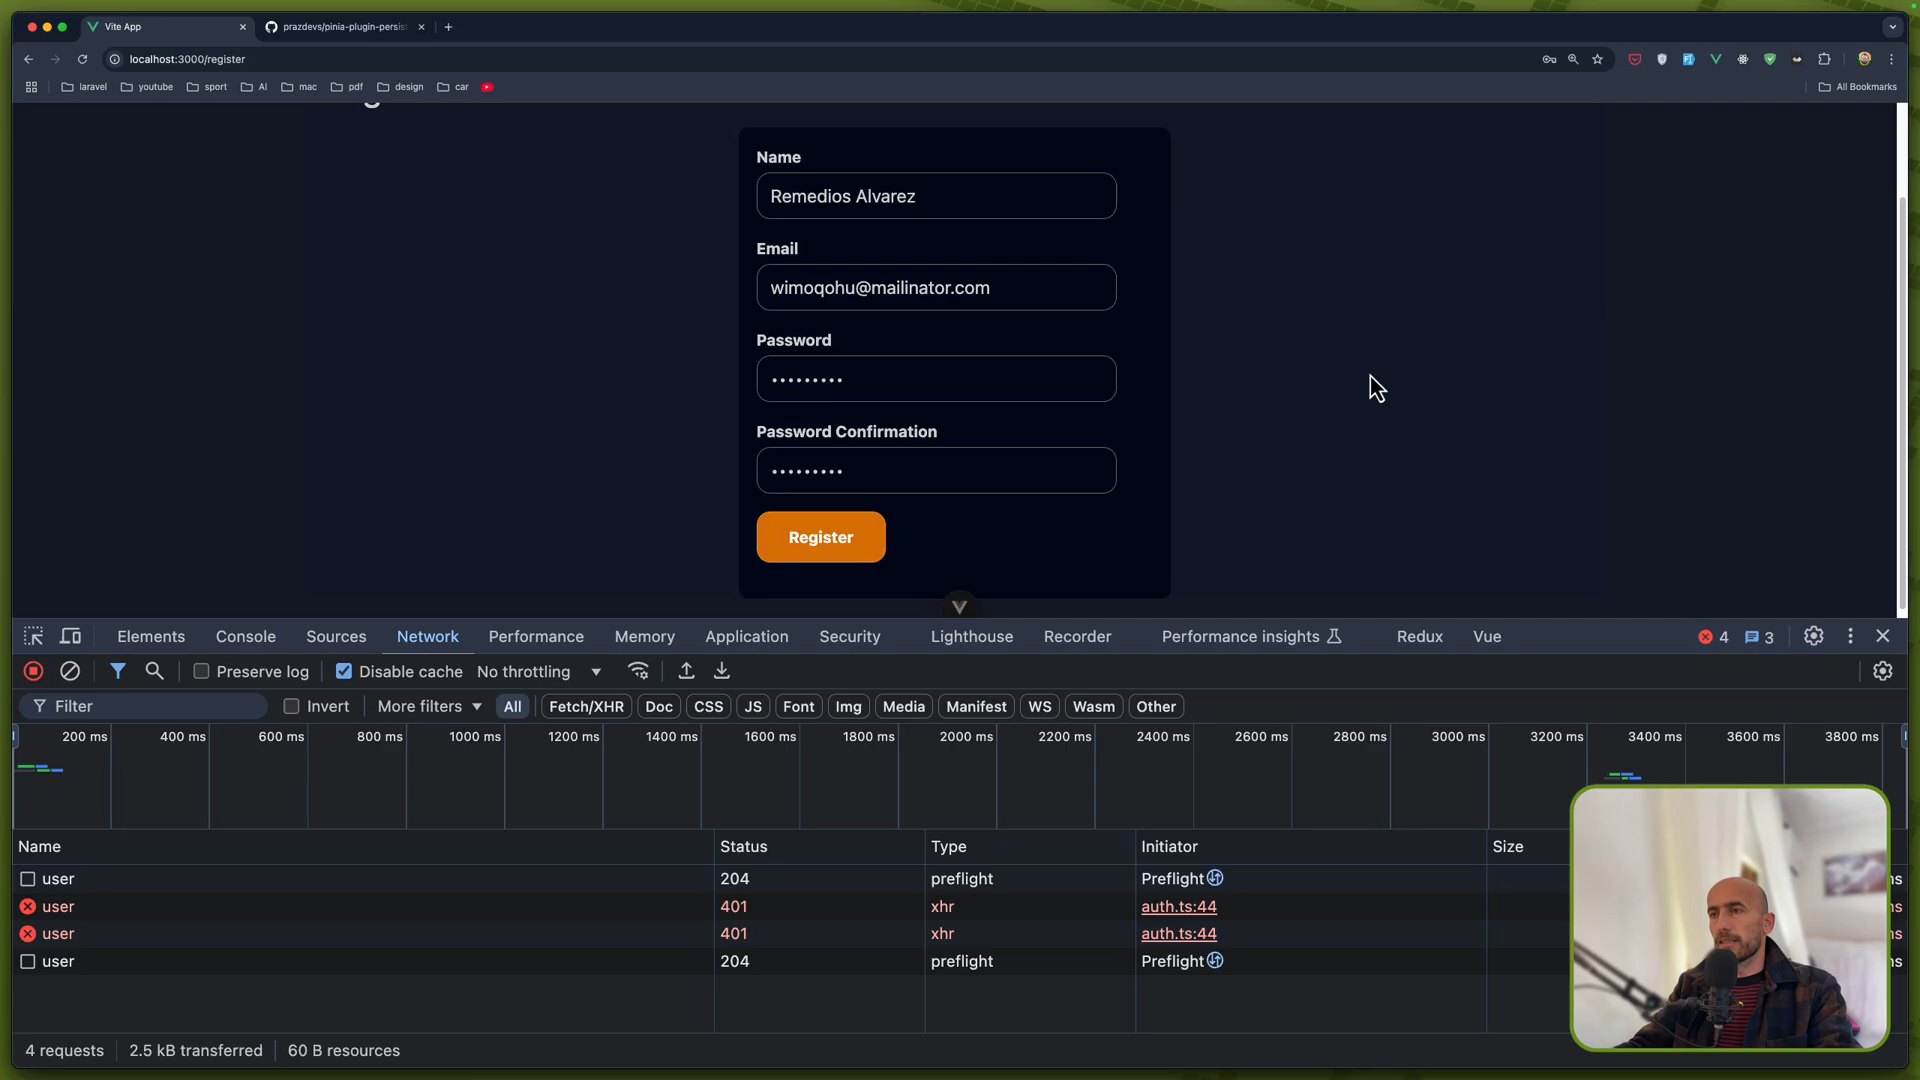 Vite App
prazdevs/pinia-plugin-persis
localhost:3000/register
laravel
youtube
sport
AI
mac
pdf
design
car
All Bookmarks
Name
Remedios Alvarez
Email
wimoqohu@mailinator.com
Password
•••••••••
Password Confirmation
•••••••••
Register
Elements
Console
Sources
Network
Performance
Memory
Application
Security
Lighthouse
Recorder
Performance insights
Redux
Vue
4
3
Preserve log
Disable cache
No throttling
Filter
Invert
More filters
All
Fetch/XHR
Doc
CSS
JS
Font
Img
Media
Manifest
WS
Wasm
Other
200 ms
400 ms
600 ms
800 ms
1000 ms
1200 ms
1400 ms
1600 ms
1800 ms
2000 ms
2200 ms
2400 ms
2600 ms
2800 ms
3000 ms
3200 ms
3400 ms
3600 ms
3800 ms
Name Status Type Initiator Size
user 204 preflight Preflight
user 401 xhr auth.ts:44
user 401 xhr auth.ts:44
user 204 preflight Preflight
4 requests
2.5 kB transferred
60 B resources